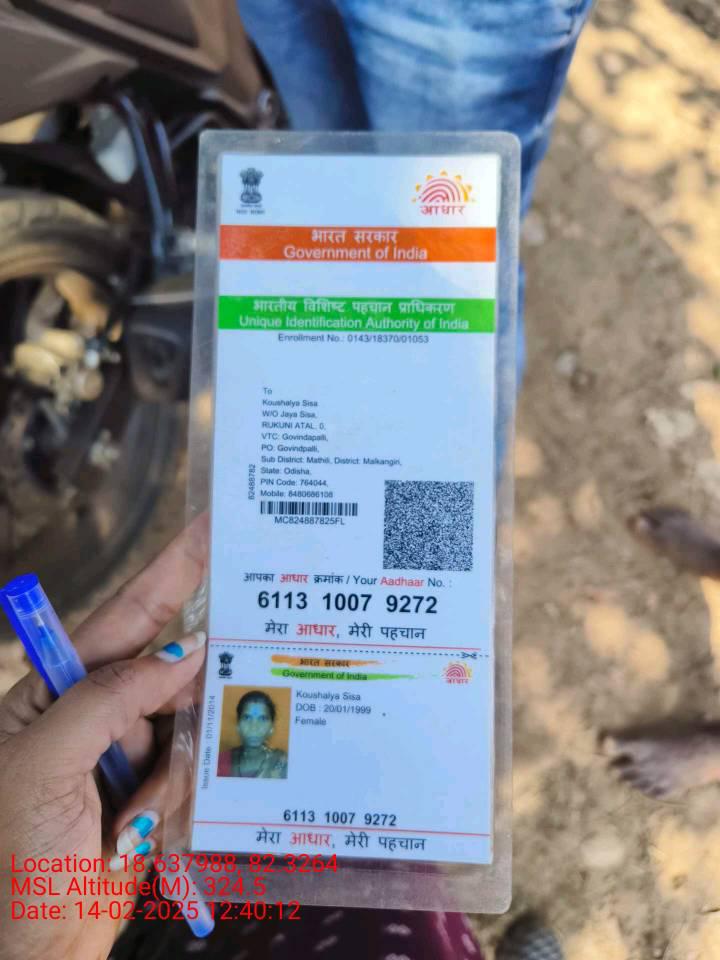 भारत सरकार
आधार
भारत सरकार
Government of India
भारतीय विशिष्ट पहचान प्राधिकरण
Unique Identification Authority of India
Enrollment No.: 0143/18370/01053
To
Koushalya Sisa
W/O Jaya Sisa,
RUKUNI ATAL, 0,
VTC: Govindapalli,
PO: Govindpalli,
Sub District: Mathili, District: Malkangiri,
State: Odisha,
PIN Code: 764044,
Mobile: 8480686108
82488782
MC824887825FL
आपका आधार क्रमांक / Your Aadhaar No. :
6113 1007 9272
मेरा आधार, मेरी पहचान
भारत सरकार
Government of India
आधार
Issue Date : 01/11/2014
Koushalya Sisa
DOB : 20/01/1999
Female
6113 1007 9272
मेरा आधार, मेरी पहचान
Location: 18.637988, 82.3264
MSL Altitude(M): 324.5
Date: 14-02-2025 12:40:12